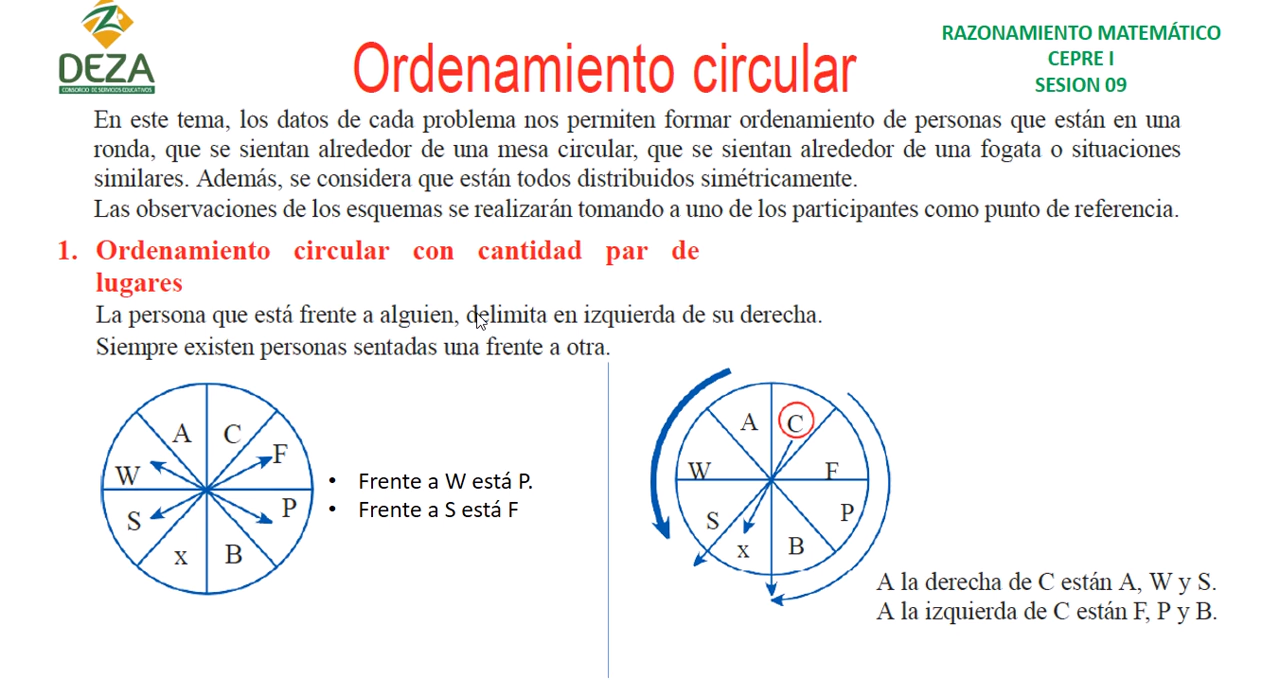 DEZA
CONSORCIO DE SERVICIOS EDUCATIVOS
Ordenamiento circular
RAZONAMIENTO MATEMÁTICO
CEPRE I
SESION 09
En este tema, los datos de cada problema nos permiten formar ordenamiento de personas que están en una
ronda, que se sientan alrededor de una mesa circular, que se sientan alrededor de una fogata o situaciones
similares. Además, se considera que están todos distribuidos simétricamente.
Las observaciones de los esquemas se realizarán tomando a uno de los participantes como punto de referencia.
1. Ordenamiento circular con cantidad par de
lugares
La persona que está frente a alguien, delimita en izquierda de su derecha.
Siempre existen personas sentadas una frente a otra.
A C
W F
S P
x B
• Frente a W está P.
• Frente a S está F
A C
W F
S P
x B
A la derecha de C están A, W y S.
A la izquierda de C están F, P y B.